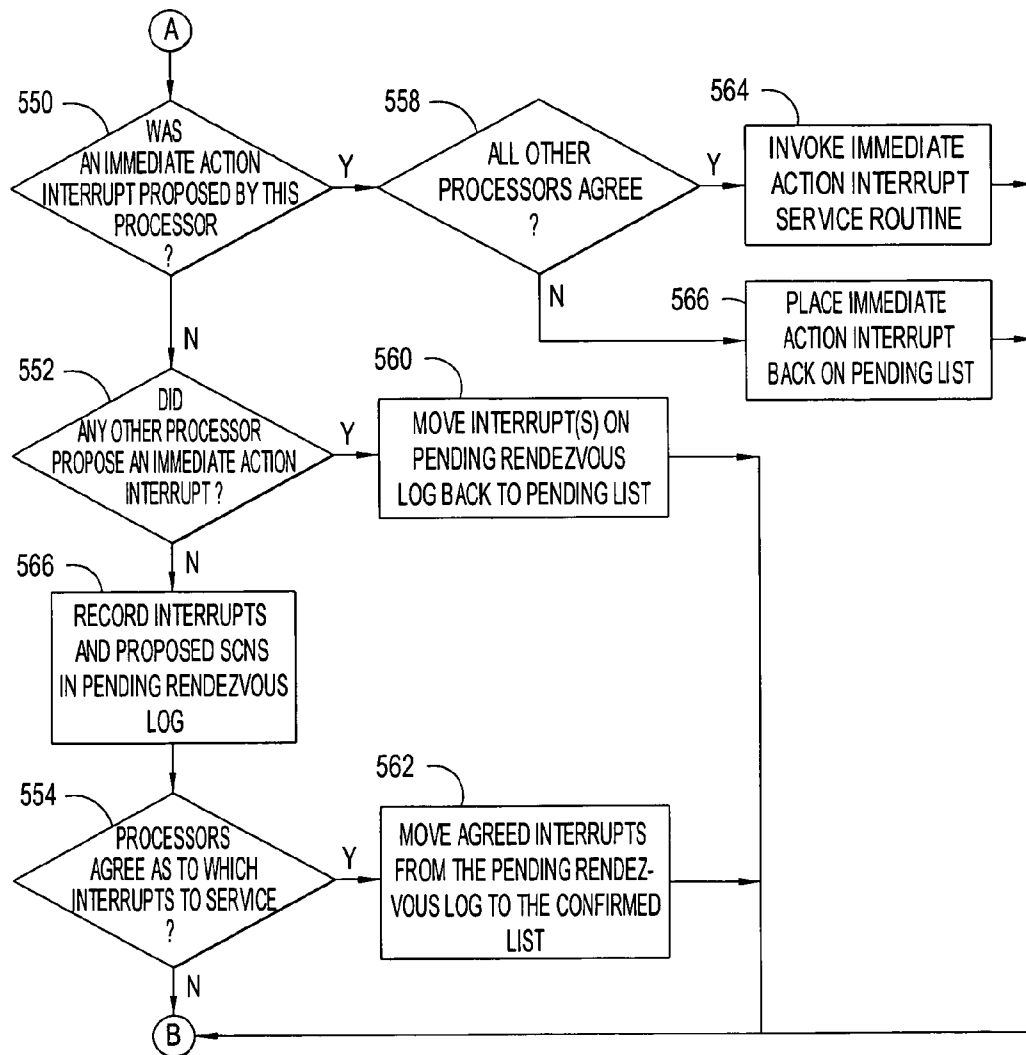 A
550
WAS
AN IMMEDIATE ACTION
INTERRUPT PROPOSED BY THIS
PROCESSOR
?
Y
N
558
ALL OTHER
PROCESSORS AGREE
?
Y
N
564
INVOKE IMMEDIATE
ACTION INTERRUPT
SERVICE ROUTINE
566
PLACE IMMEDIATE
ACTION INTERRUPT
BACK ON PENDING LIST
552
DID
ANY OTHER PROCESSOR
PROPOSE AN IMMEDIATE ACTION
INTERRUPT ?
Y
N
560
MOVE INTERRUPT(S) ON
PENDING RENDEZVOUS
LOG BACK TO PENDING LIST
566
RECORD INTERRUPTS
AND PROPOSED SCNS
IN PENDING RENDEZVOUS
LOG
554
PROCESSORS
AGREE AS TO WHICH
INTERRUPTS TO SERVICE
?
Y
N
562
MOVE AGREED INTERRUPTS
FROM THE PENDING RENDEZ-
VOUS LOG TO THE CONFIRMED
LIST
B